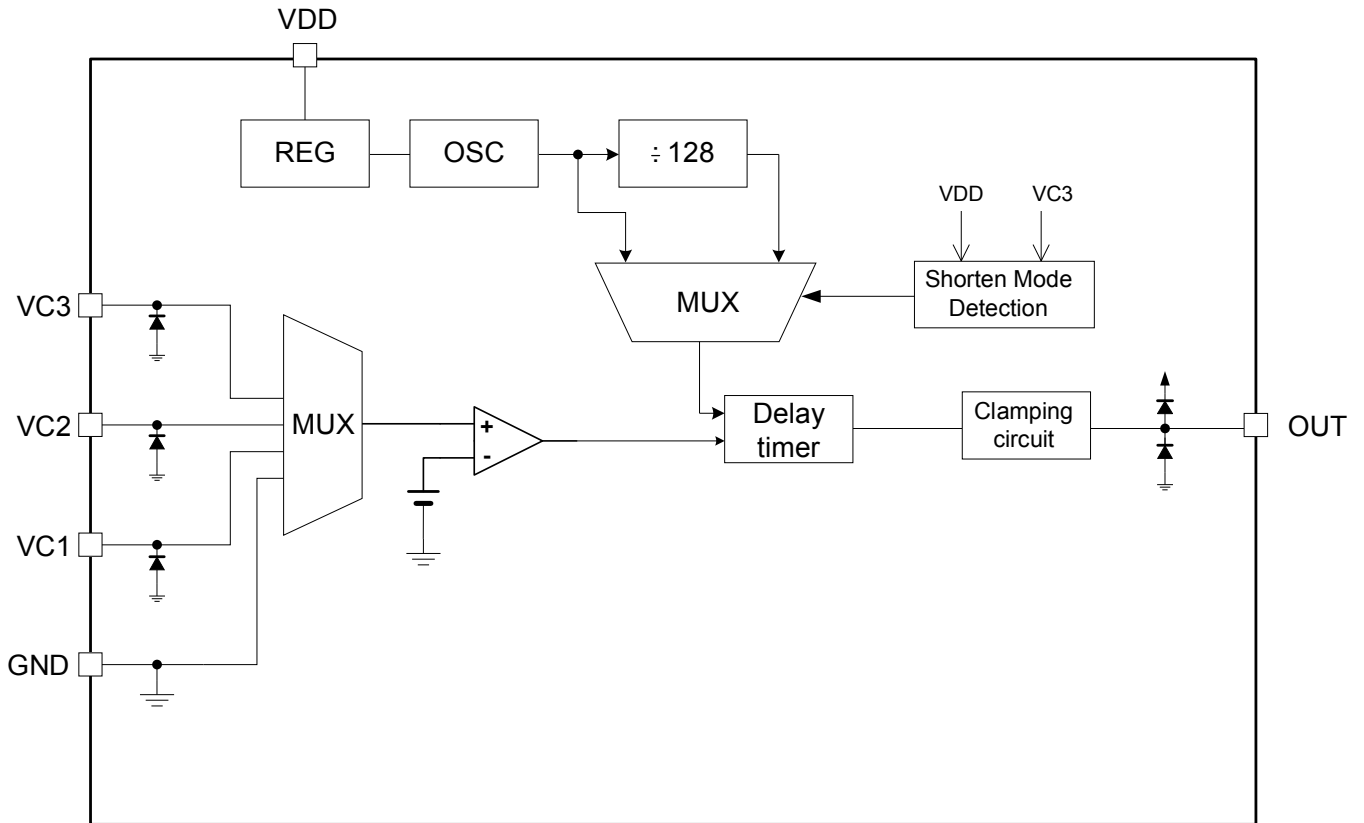 VDD
REG
OSC
÷ 128
VDD
VC3
Shorten Mode
Detection
MUX
VC3
VC2
MUX
+
-
Delay
timer
Clamping
circuit
OUT
VC1
GND